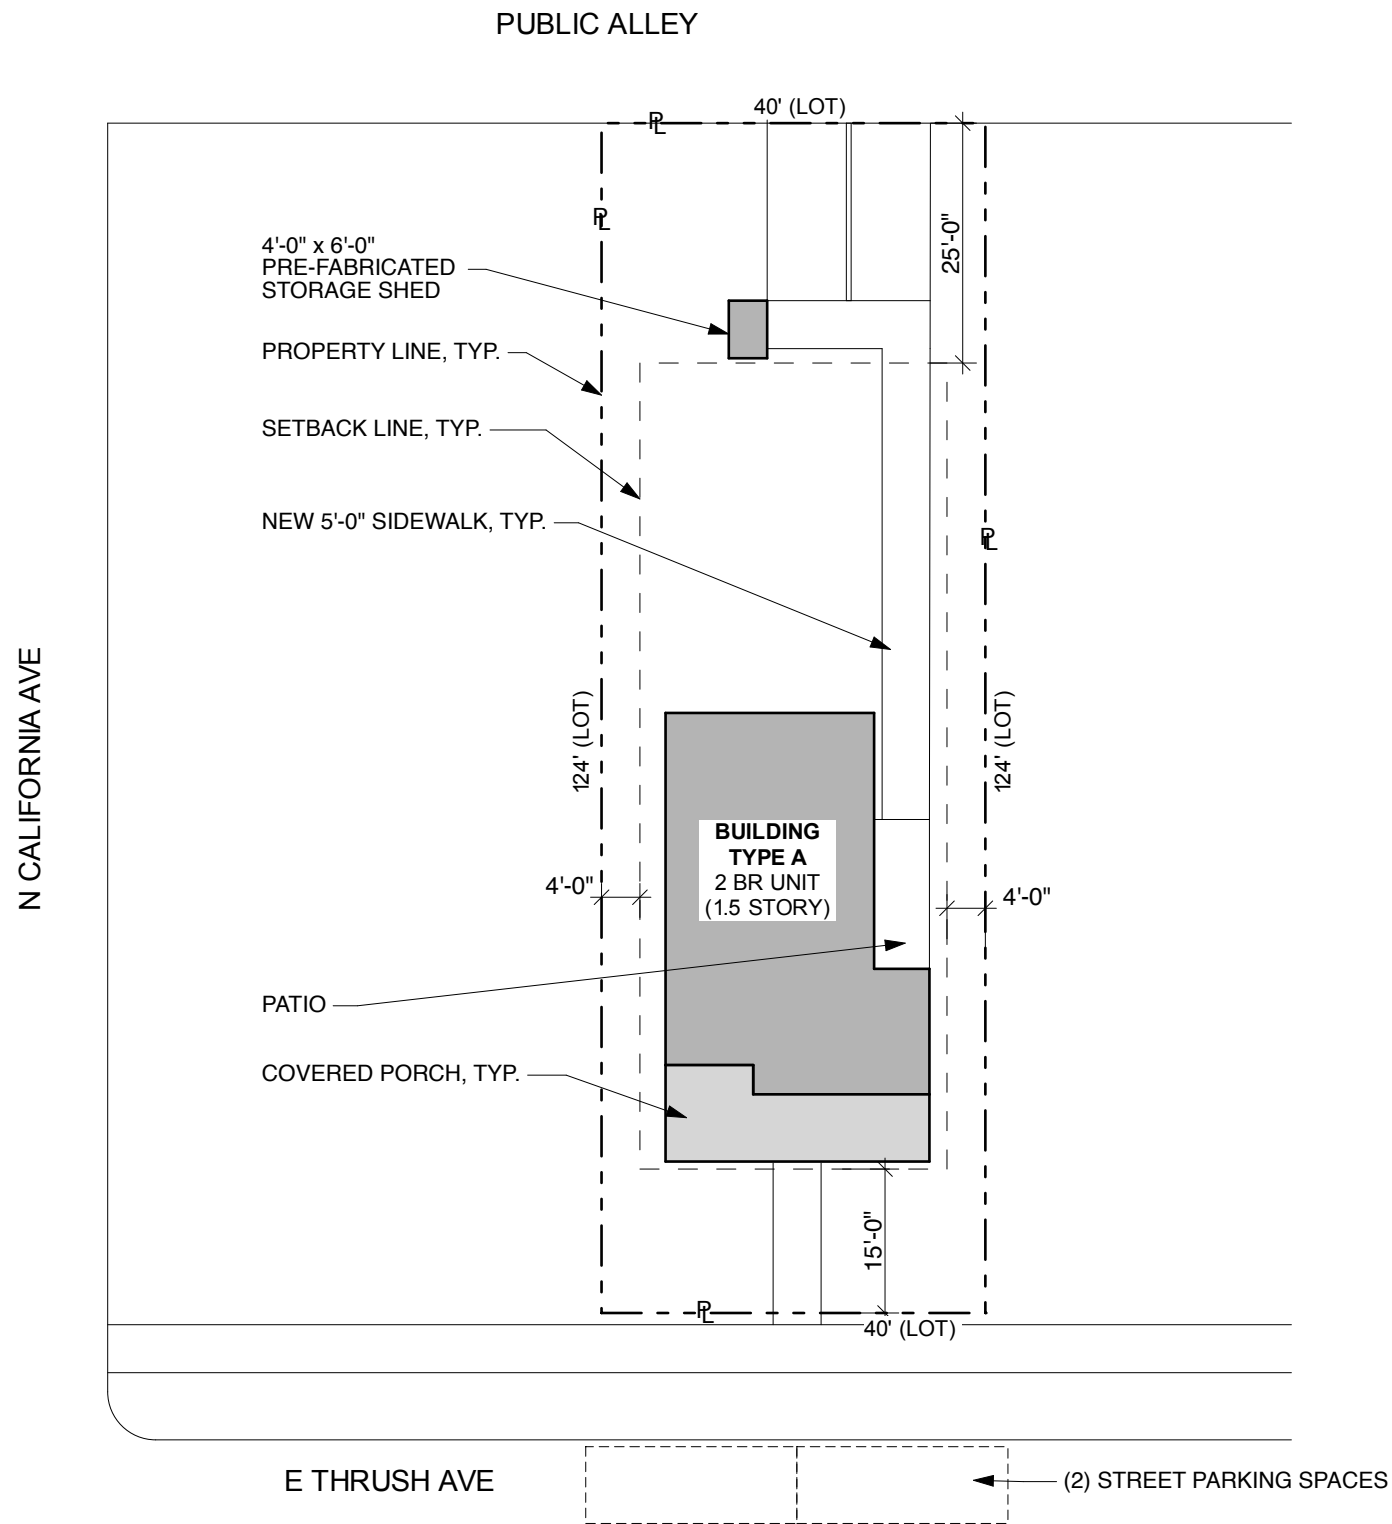 PUBLIC ALLEY
40' (LOT)
PL
PL
25'-0"
4'-0" x 6'-0"
PRE-FABRICATED
STORAGE SHED
PROPERTY LINE, TYP.
SETBACK LINE, TYP.
NEW 5'-0" SIDEWALK, TYP.
PL
N CALIFORNIA AVE
124' (LOT)
124' (LOT)
BUILDING
TYPE A
2 BR UNIT
(1.5 STORY)
4'-0"
4'-0"
PATIO
COVERED PORCH, TYP.
15'-0"
PL
40' (LOT)
E THRUSH AVE
(2) STREET PARKING SPACES